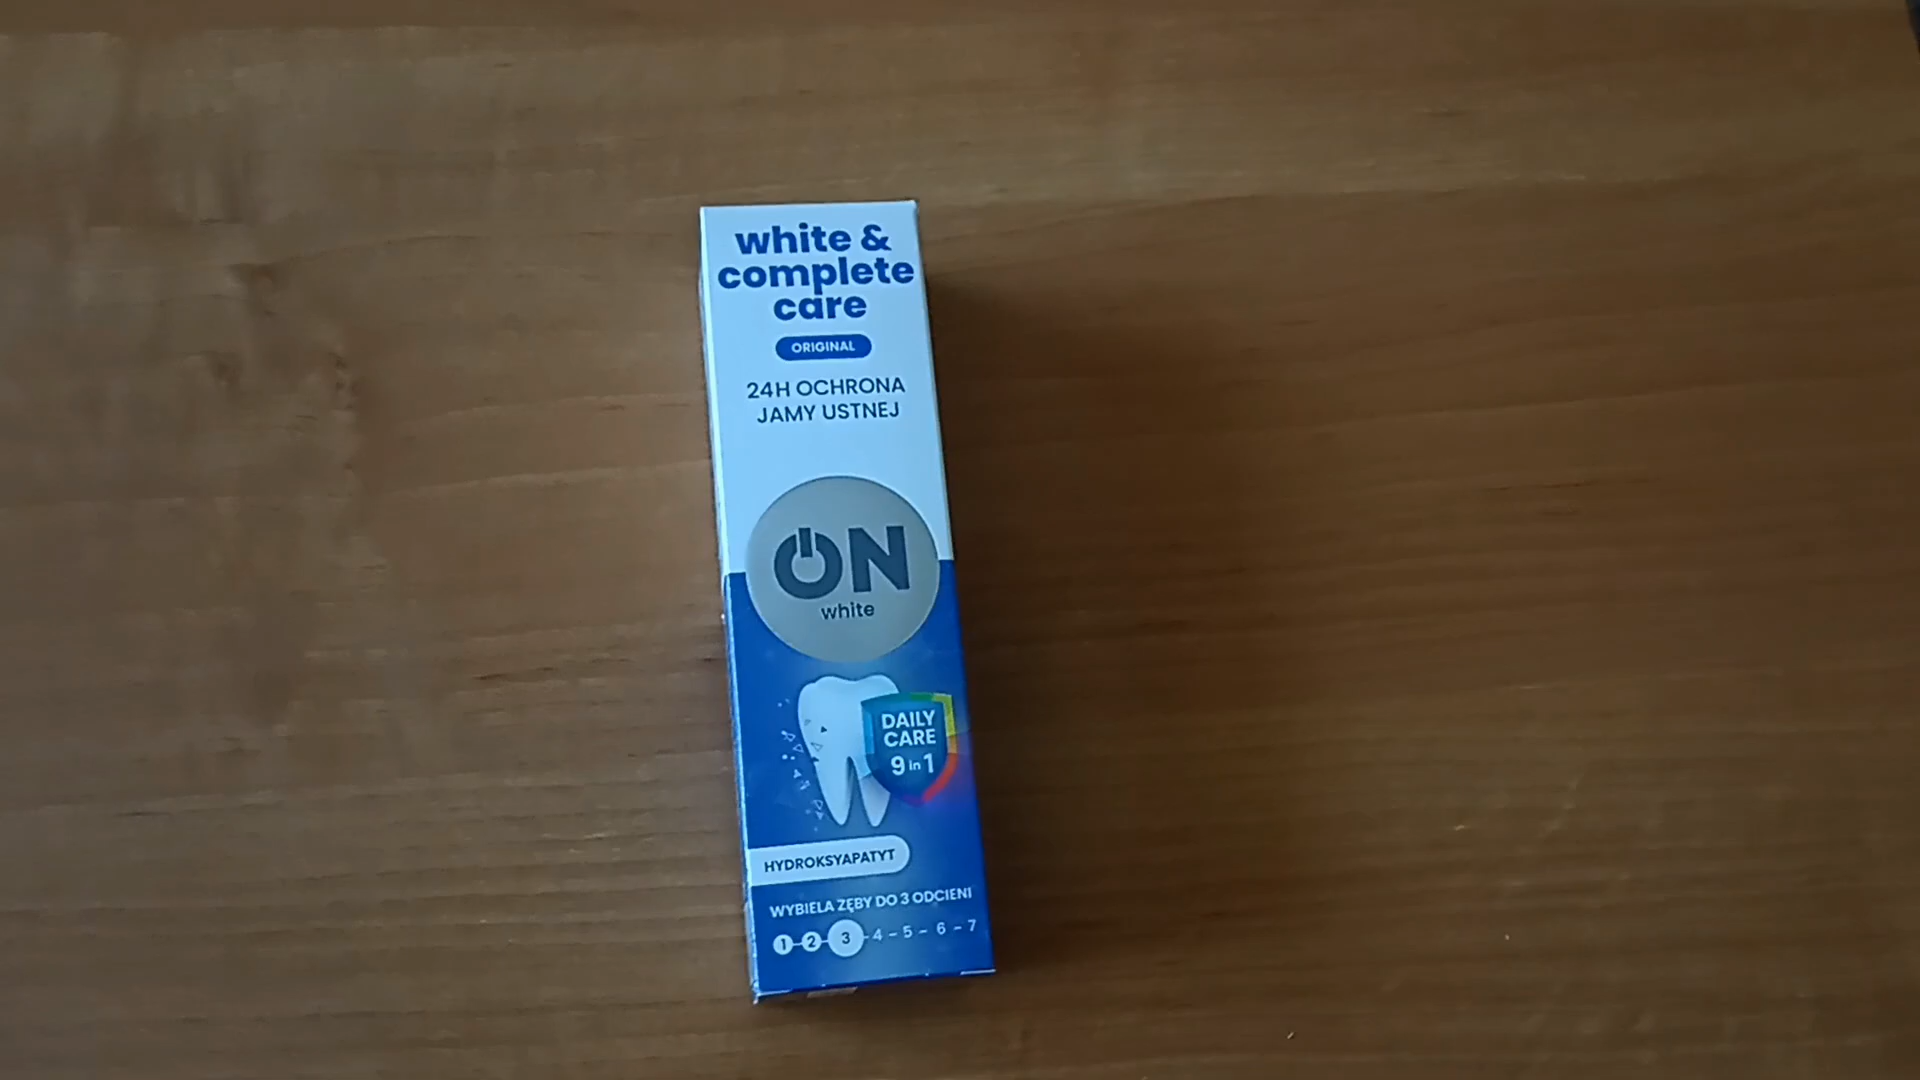 white &
complete
care
ORIGINAL
24H OCHRONA
JAMY USTNEJ
ON
white
DAILY
CARE
9 in 1
HYDROKSYAPATYT
WYBIELA ZĘBY DO 3 ODCIENI
1-2-3-4-5-6-7